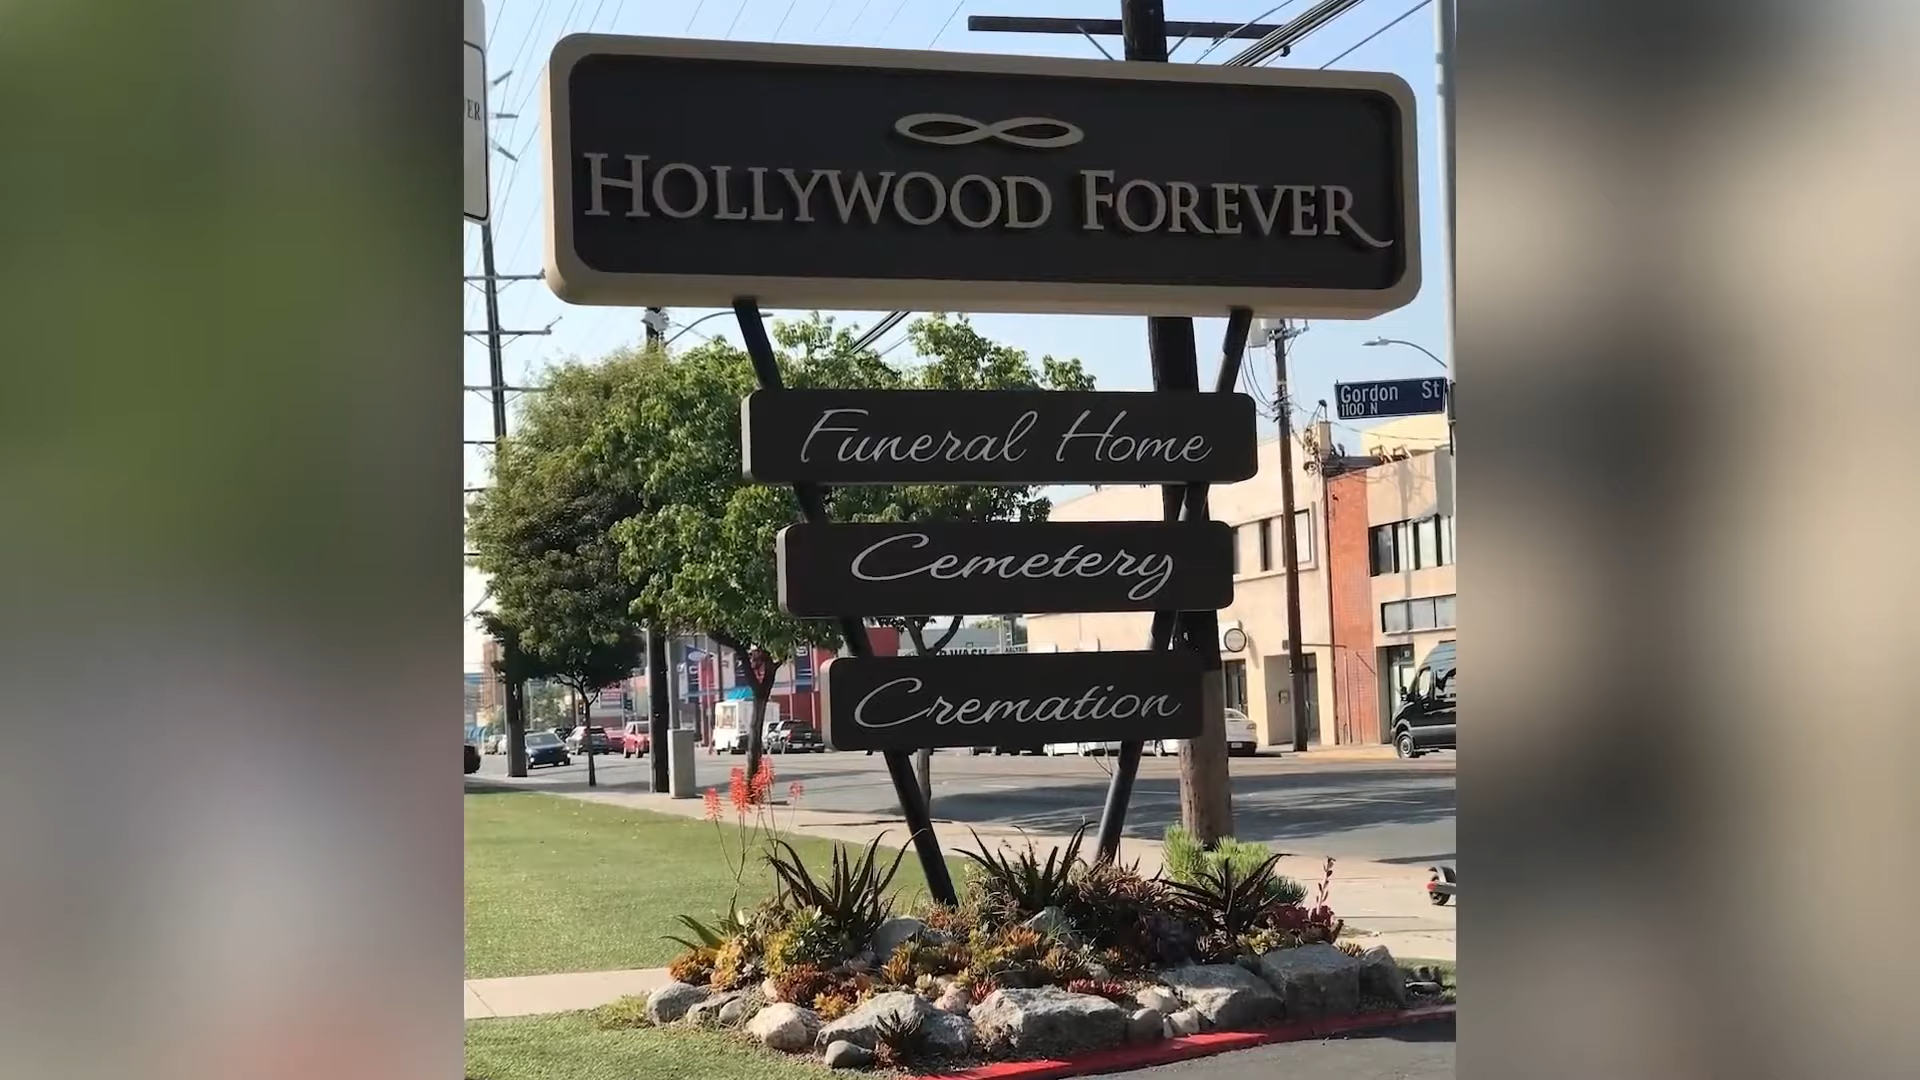 HOLLYWOOD FOREVER
Gordon St
1100 N
Funeral Home
Cemetery
Cremation